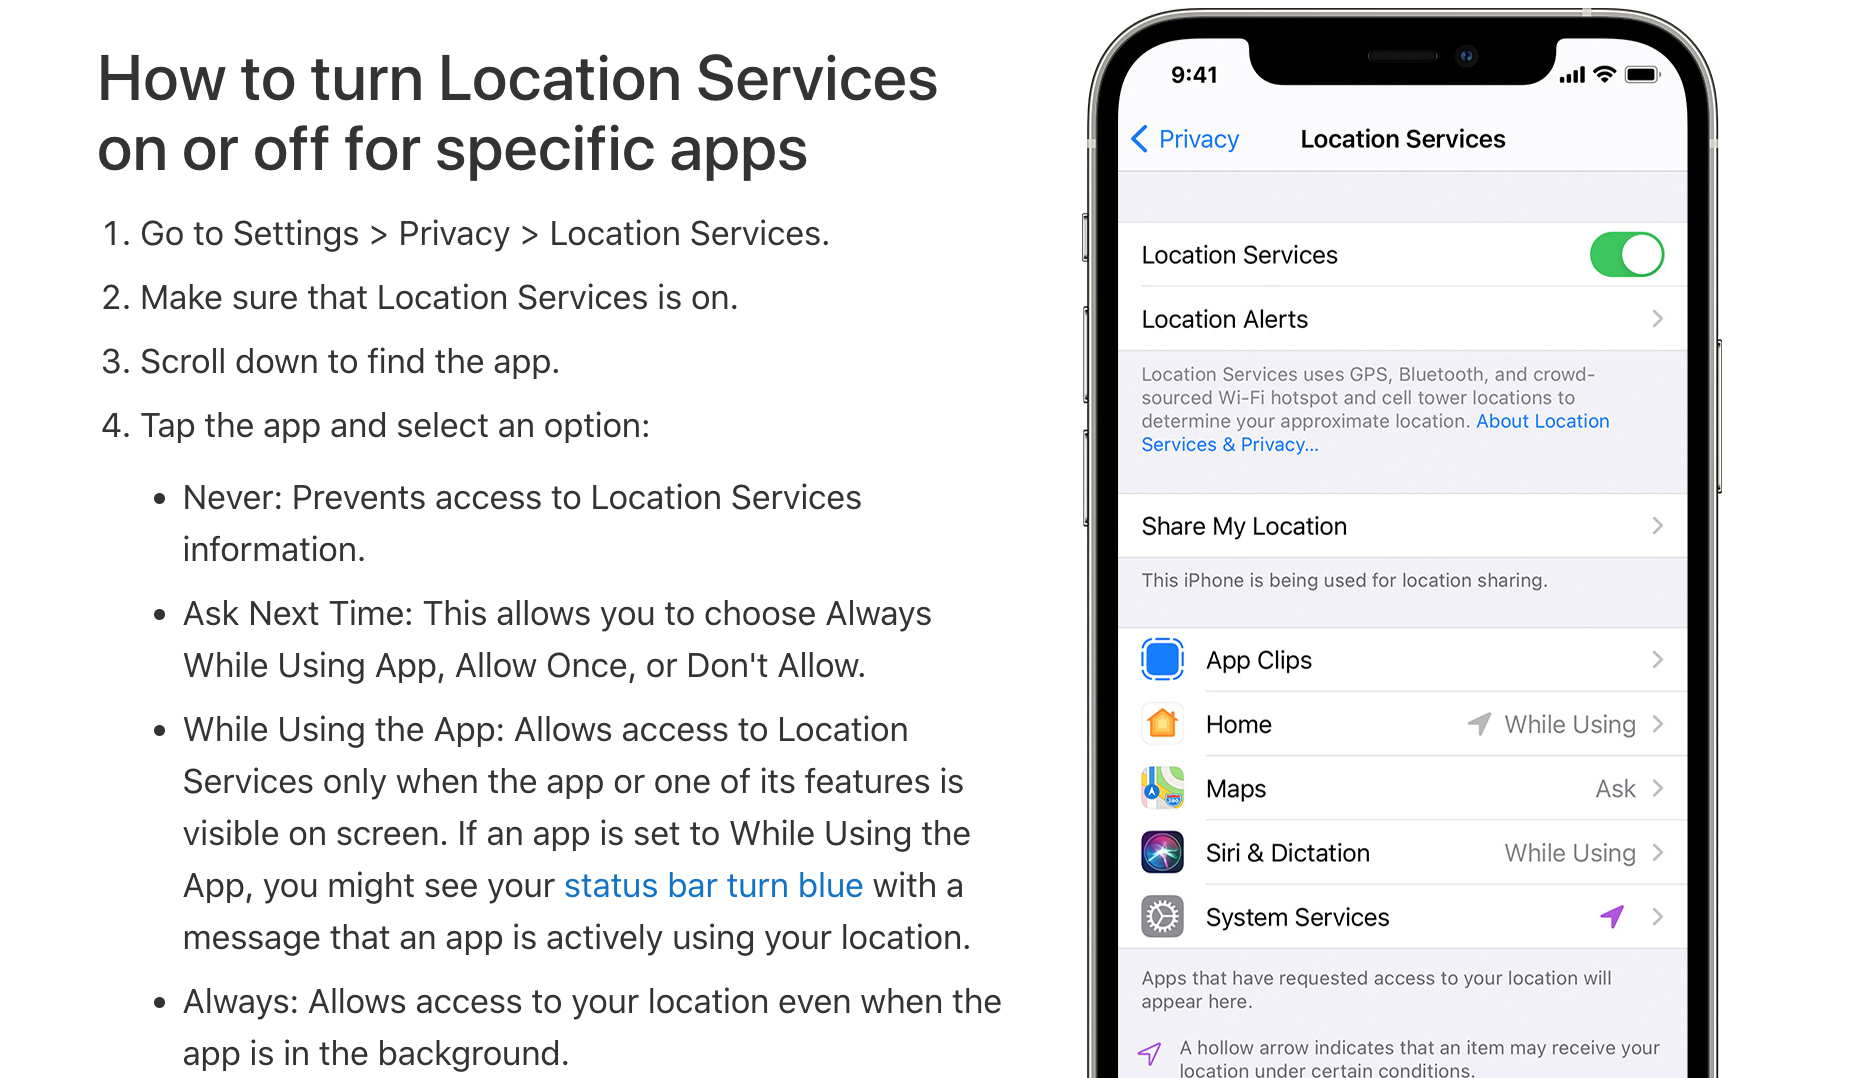 How to turn Location Services
on or off for specific apps
1. Go to Settings > Privacy > Location Services.
2. Make sure that Location Services is on.
3. Scroll down to find the app.
4. Tap the app and select an option:
• Never: Prevents access to Location Services
information.
• Ask Next Time: This allows you to choose Always
While Using App, Allow Once, or Don't Allow.
• While Using the App: Allows access to Location
Services only when the app or one of its features is
visible on screen. If an app is set to While Using the
App, you might see your status bar turn blue with a
message that an app is actively using your location.
• Always: Allows access to your location even when the
app is in the background.
9:41
Privacy Location Services
Location Services
Location Alerts
Location Services uses GPS, Bluetooth, and crowd-
sourced Wi-Fi hotspot and cell tower locations to
determine your approximate location. About Location
Services & Privacy...
Share My Location
This iPhone is being used for location sharing.
App Clips
Home While Using
Maps Ask
280
Siri & Dictation While Using
System Services
Apps that have requested access to your location will
appear here.
A hollow arrow indicates that an item may receive your
location under certain conditions.